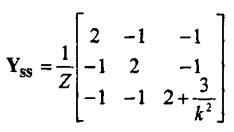 Y_SS = 1/Z [ 2 -1 -1
-1 2 -1
-1 -1 2 + 3/k² ]